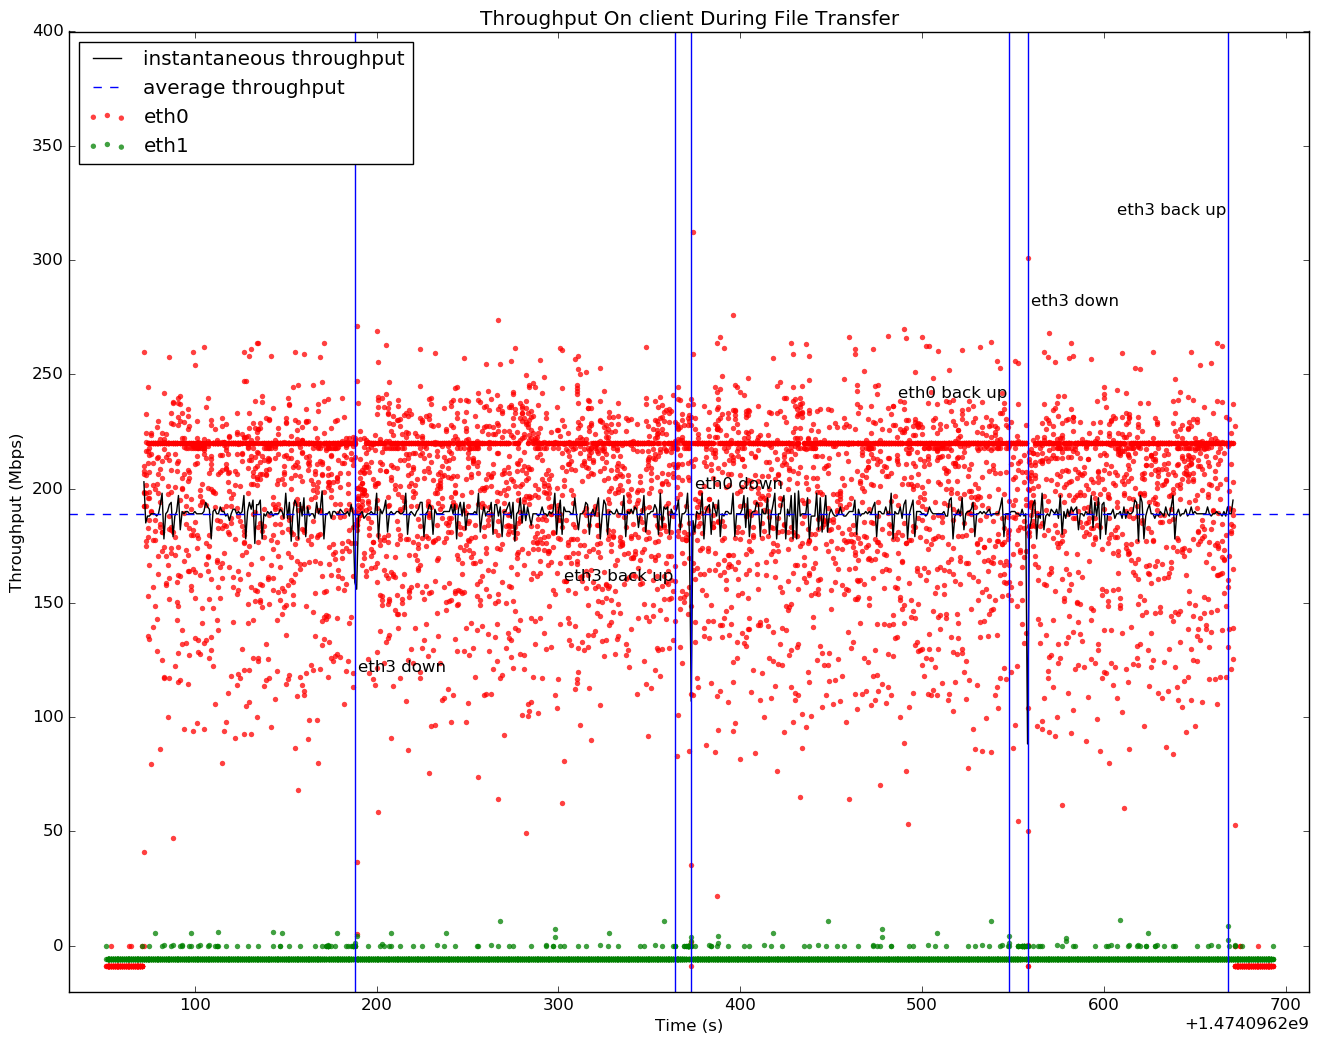 Throughput On client During File Transfer
400
350
300
250
200
150
100
50
0
Throughput (Mbps)
instantaneous throughput
average throughput
eth0
eth1
eth3 back up
eth3 down
eth0 back up
eth0 down
eth3 back up
eth3 down
100
200
300
400
500
600
700
Time (s)
+1.4740962e9